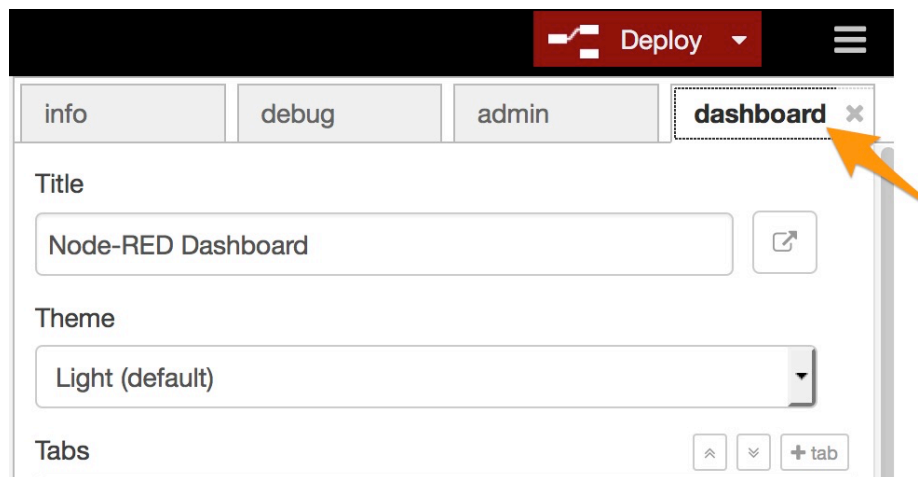 Deploy
info debug admin dashboard
Title
Node-RED Dashboard
Theme
Light (default)
Tabs + tab